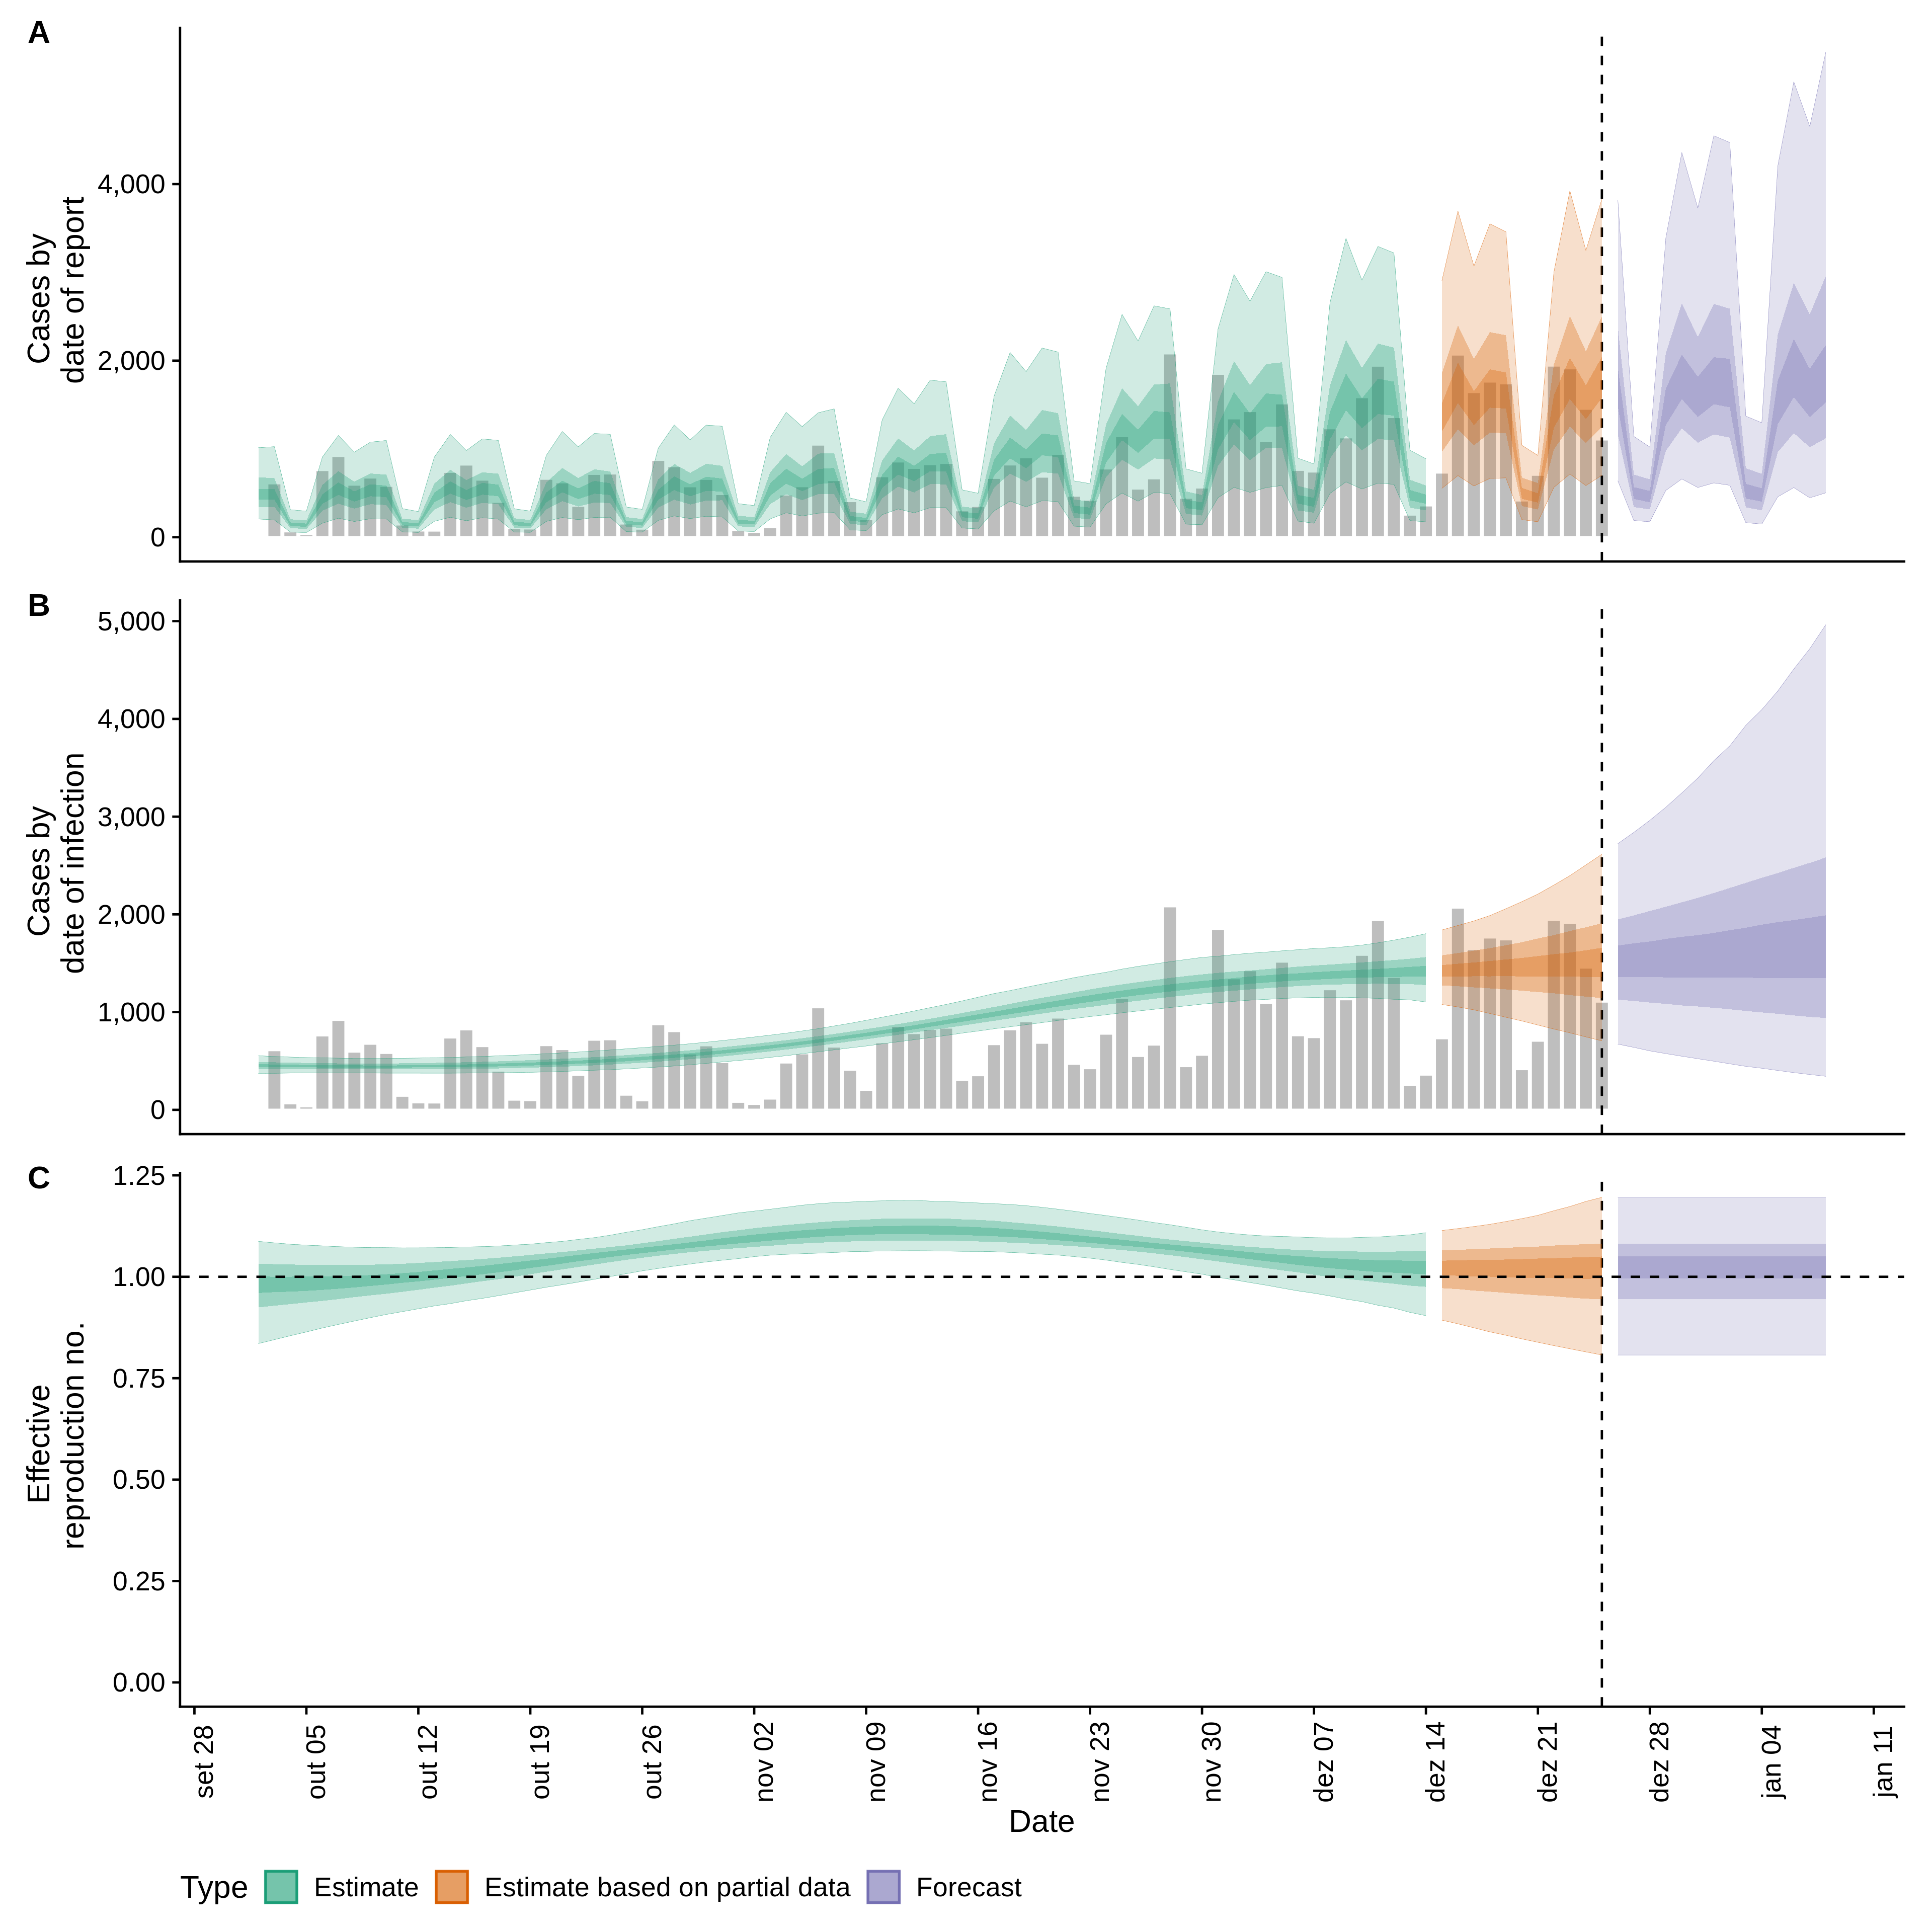 A
Cases by
date of report
4,000
2,000
0
B
Cases by
date of infection
5,000
4,000
3,000
2,000
1,000
0
C
Effective
reproduction no.
1.25
1.00
0.75
0.50
0.25
0.00
set 28
out 05
out 12
out 19
out 26
nov 02
nov 09
nov 16
nov 23
nov 30
dez 07
dez 14
dez 21
dez 28
jan 04
jan 11
Date
Type Estimate Estimate based on partial data Forecast